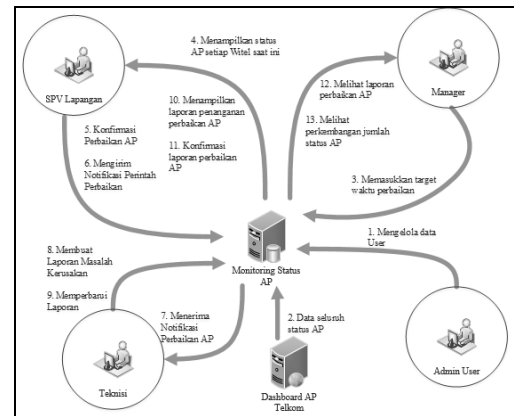 4. Menampilkan status
AP setiap Witel saat ini
SPV Lapangan
Manager
10. Menampilkan
laporan penanganan
perbaikan AP
11. Konfirmasi
laporan perbaikan
AP
12. Melihat laporan
perbaikan AP
13. Melihat
perkembangan jumlah
status AP
5. Konfirmasi
Perbaikan AP
6. Mengirim
Notifikasi Perintah
Perbaikan
3. Memasukkan target
waktu perbaikan
1. Mengelola data
User
Monitoring Status
AP
8. Membuat
Laporan Masalah
Kerusakan
9. Memperbarui
Laporan
7. Menerima
Notifikasi
Perbaikan AP
2. Data seluruh
status AP
Teknisi
Dashboard AP
Telkom
Admin User